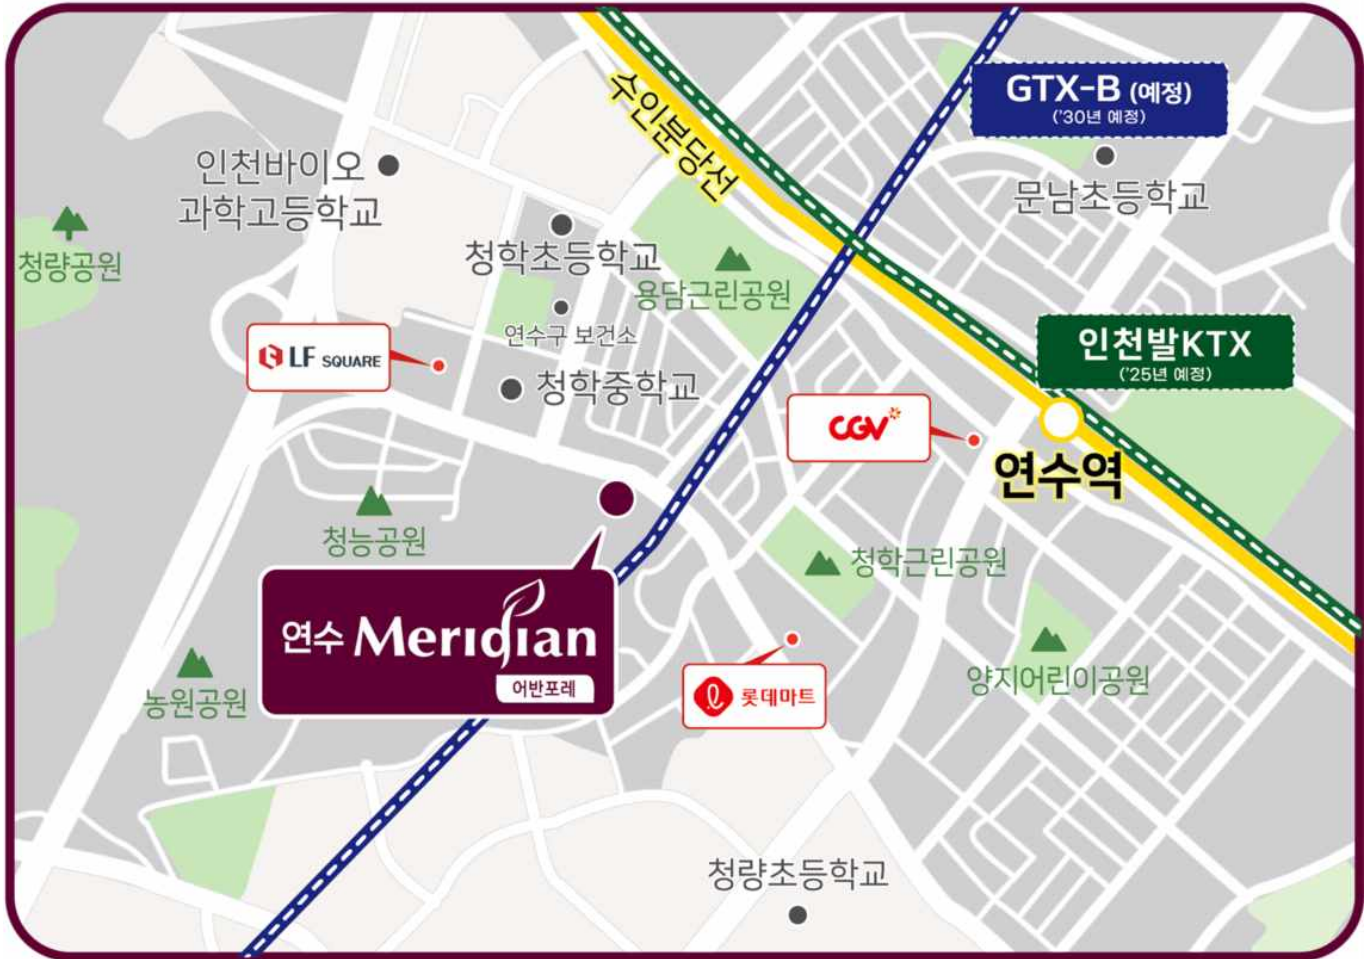 수인분당선
GTX-B (예정)
('30년 예정)
인천바이오
과학고등학교
문남초등학교
청학초등학교
청량공원
용담근린공원
연수구 보건소
LF SQUARE
인천발KTX
('25년 예정)
청학중학교
CGV
연수역
청능공원
청학근린공원
연수 Meridian
어반포레
농원공원
롯데마트
양지어린이공원
청량초등학교